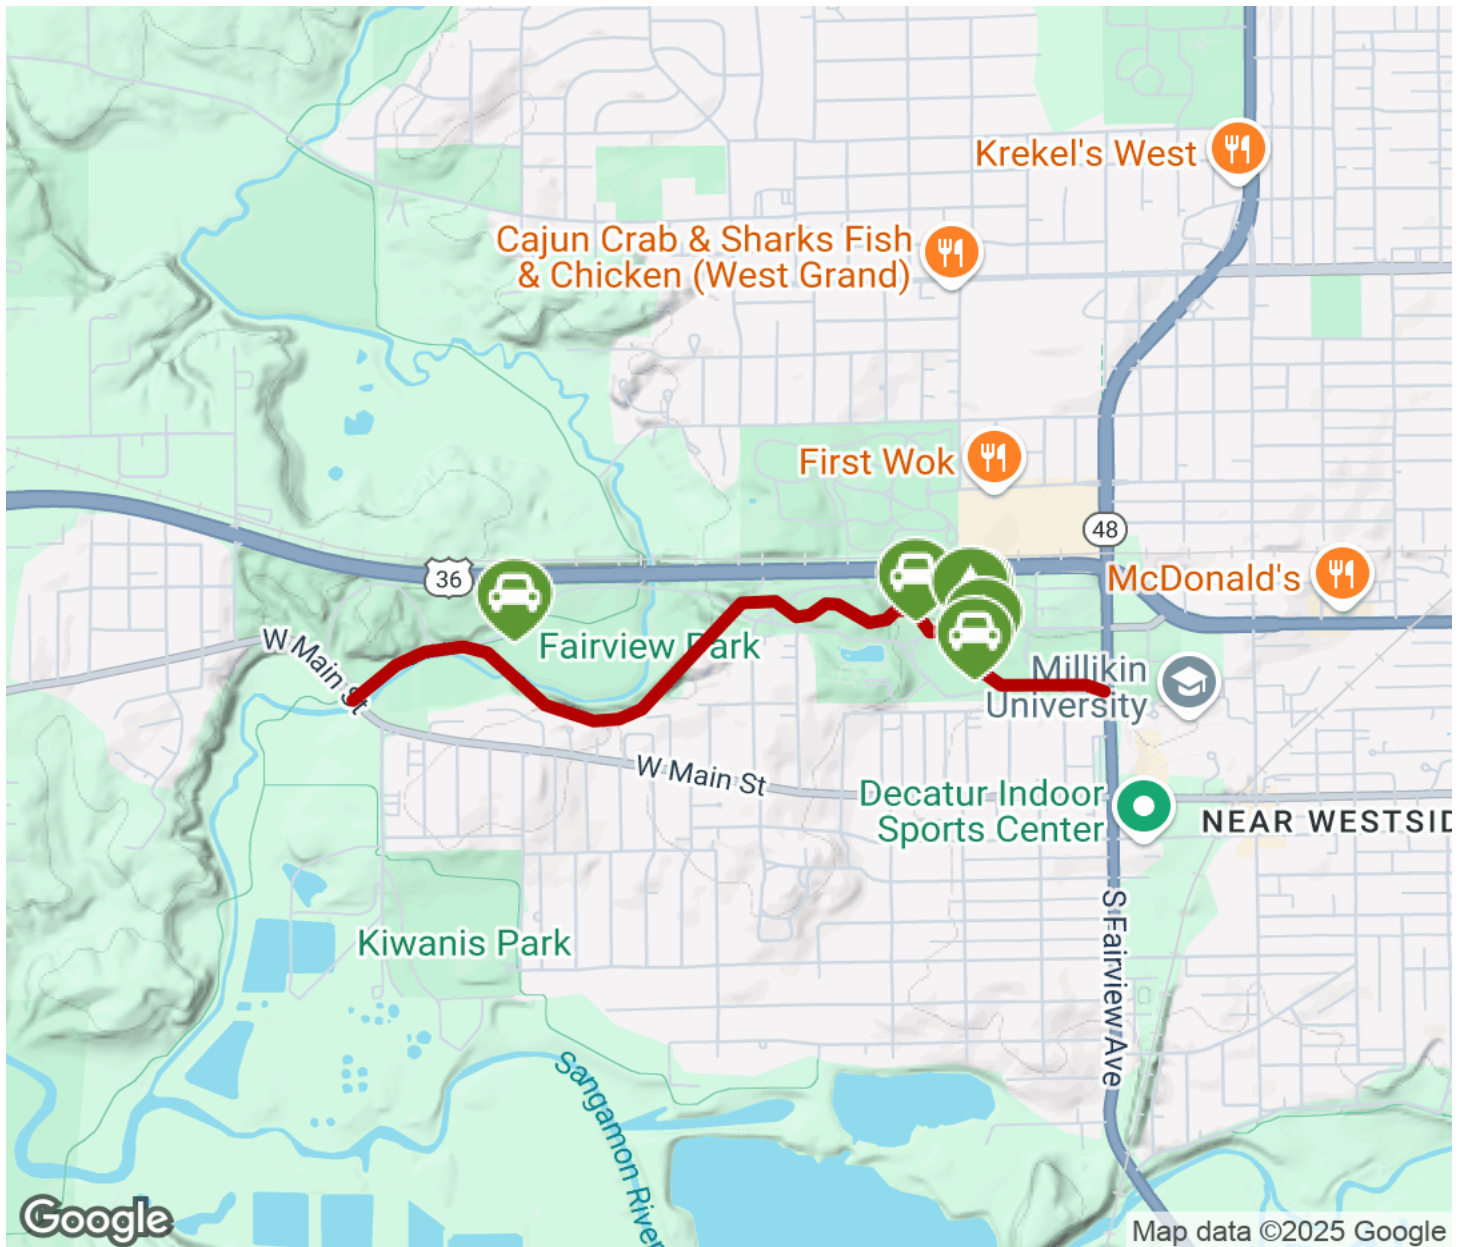 Krekel's West
Cajun Crab & Sharks Fish
& Chicken (West Grand)
First Wok
48
36
McDonald's
W Main St
Fairview Park
Millikin
University
W Main St
Decatur Indoor
Sports Center
NEAR WESTSID
Kiwanis Park
S Fairview Ave
Sangamon River
Google
Map data ©2025 Google